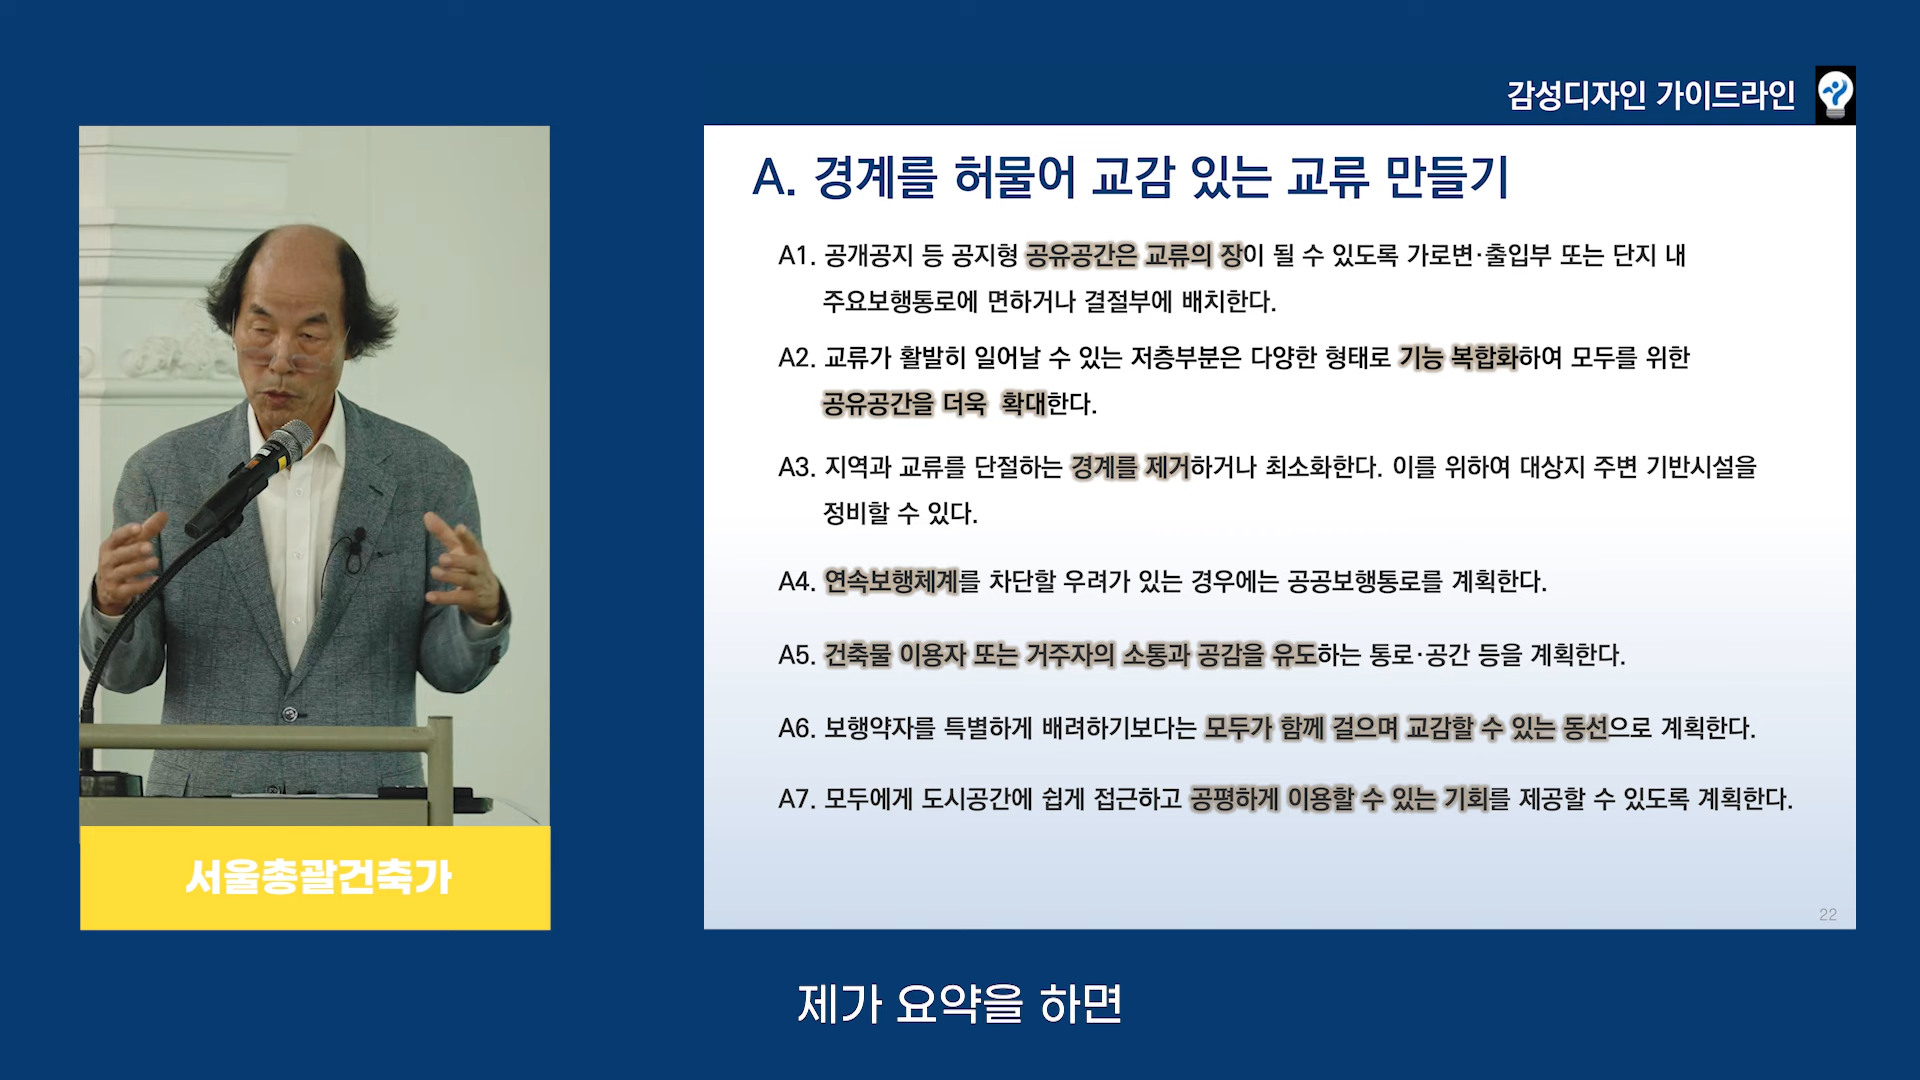 감성디자인 가이드라인
A. 경계를 허물어 교감 있는 교류 만들기
A1. 공개공지 등 공지형 공유공간은 교류의 장이 될 수 있도록 가로변·출입부 또는 단지 내
주요보행통로에 면하거나 결절부에 배치한다.
A2. 교류가 활발히 일어날 수 있는 저층부분은 다양한 형태로 기능 복합화하여 모두를 위한
공유공간을 더욱 확대한다.
A3. 지역과 교류를 단절하는 경계를 제거하거나 최소화한다. 이를 위하여 대상지 주변 기반시설을
정비할 수 있다.
A4. 연속보행체계를 차단할 우려가 있는 경우에는 공공보행통로를 계획한다.
A5. 건축물 이용자 또는 거주자의 소통과 공감을 유도하는 통로·공간 등을 계획한다.
A6. 보행약자를 특별하게 배려하기보다는 모두가 함께 걸으며 교감할 수 있는 동선으로 계획한다.
A7. 모두에게 도시공간에 쉽게 접근하고 공평하게 이용할 수 있는 기회를 제공할 수 있도록 계획한다.
22
서울총괄건축가
제가 요약을 하면